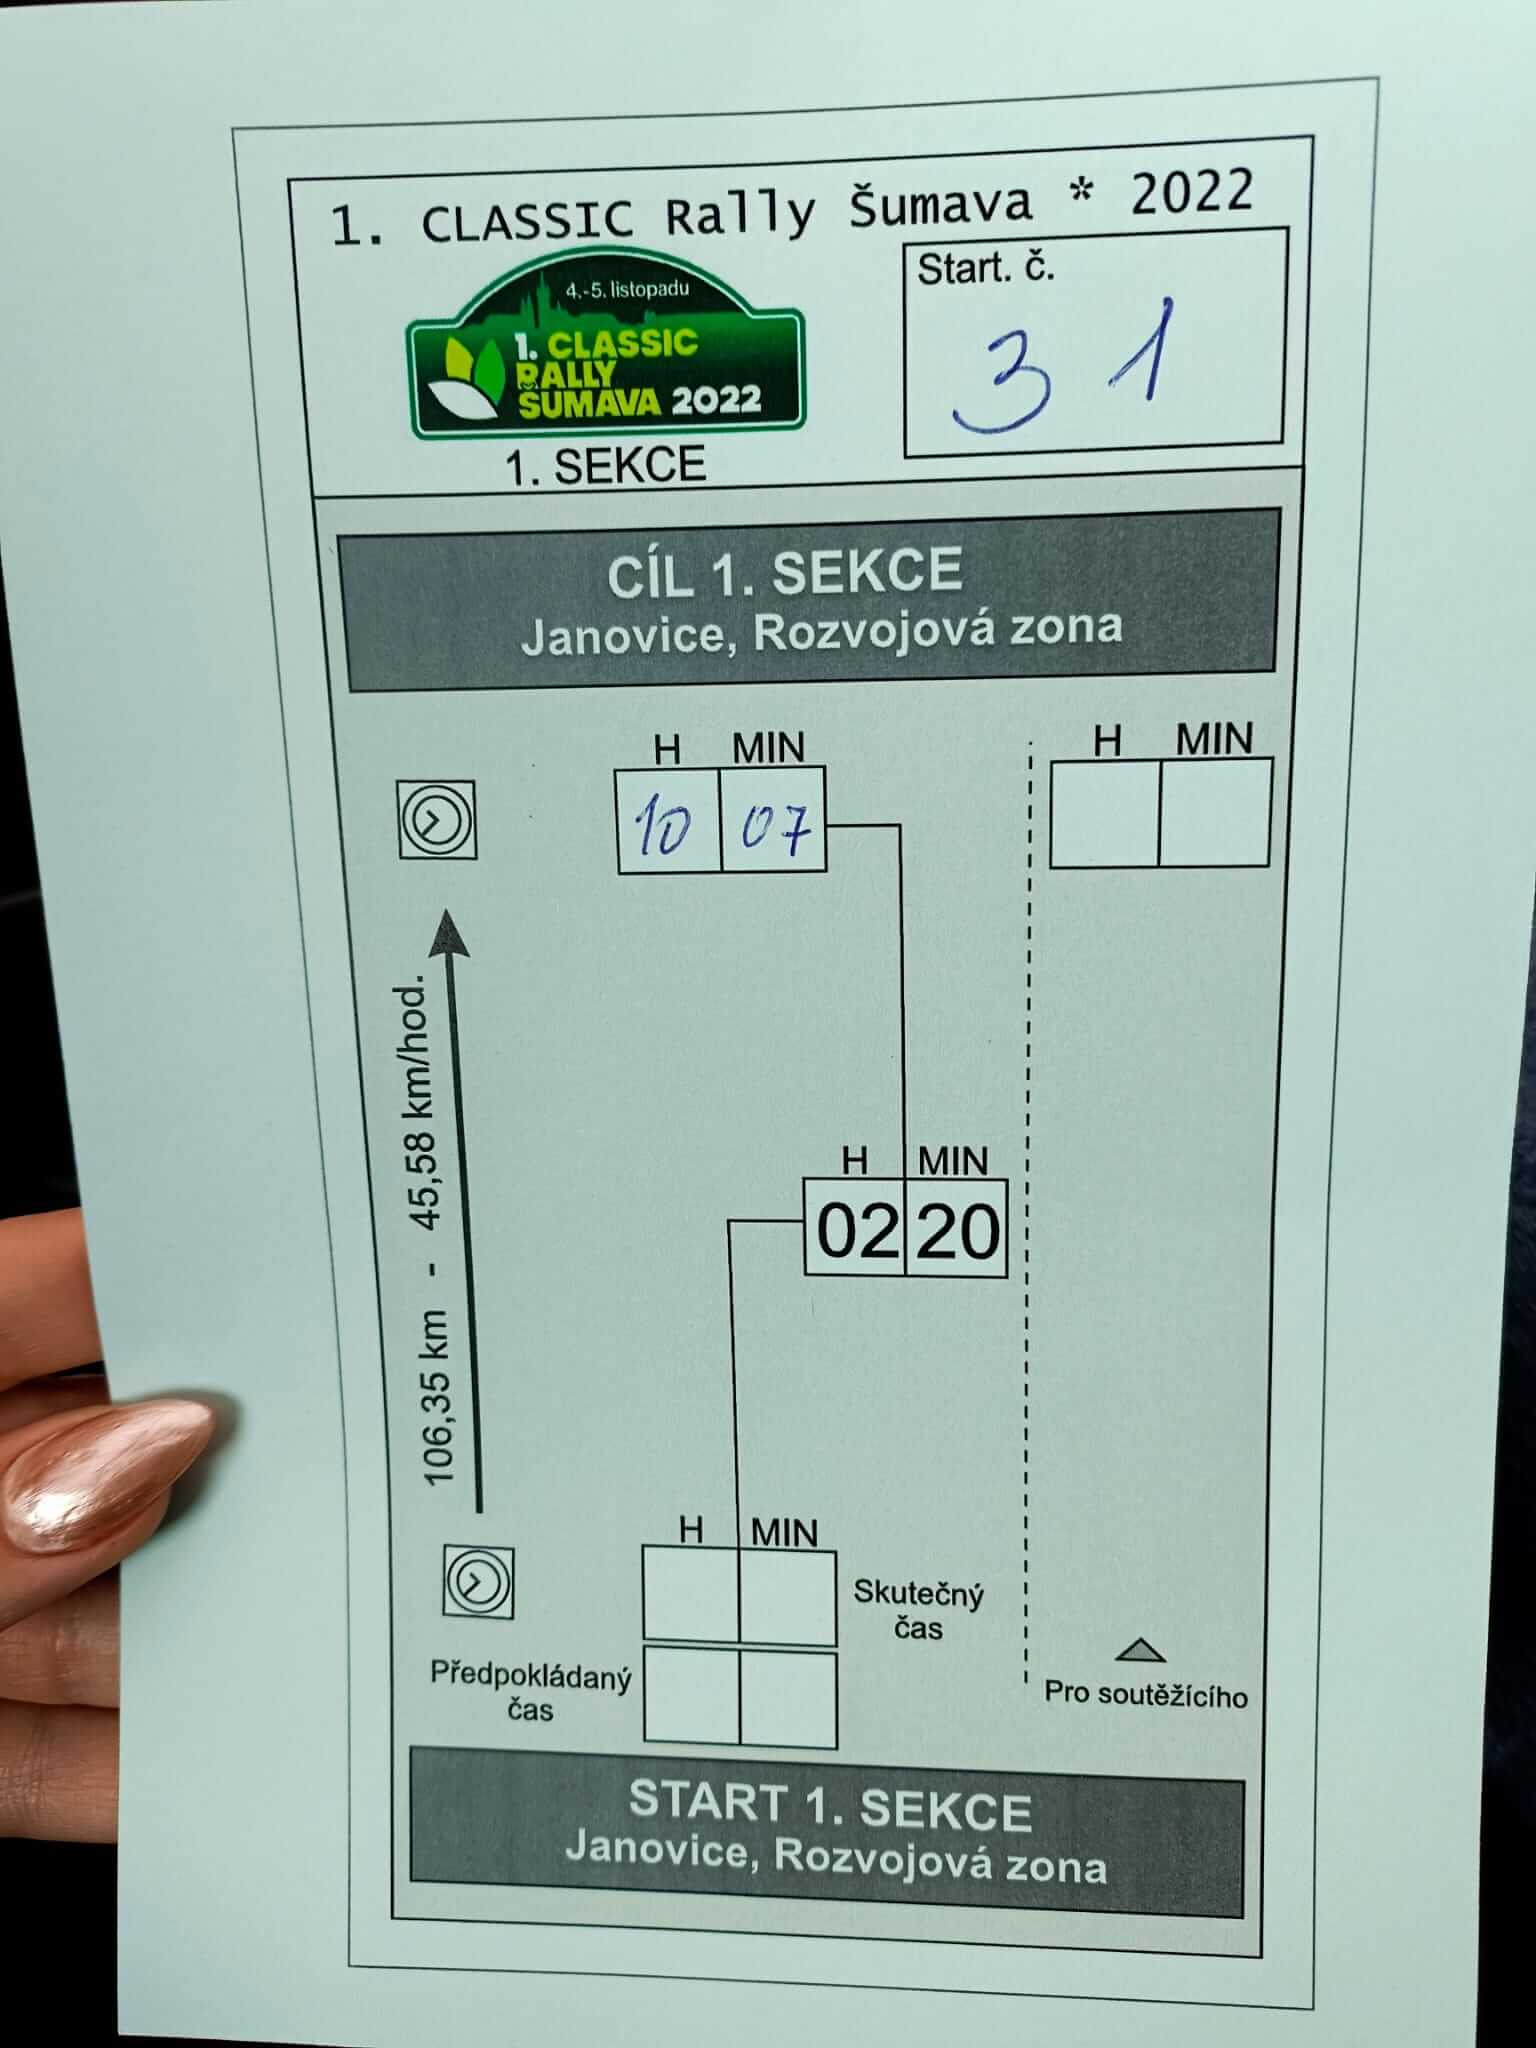 1. CLASSIC Rally Šumava * 2022
4.-5. listopadu
1. CLASSIC
RALLY
ŠUMAVA 2022
1. SEKCE
Start. č.
31
CÍL 1. SEKCE
Janovice, Rozvojová zona
H MIN
10 07
H MIN
106,35 km - 45,58 km/hod.
H MIN
02 20
H MIN
Skutečný
čas
Předpokládaný
čas
Pro soutěžícího
START 1. SEKCE
Janovice, Rozvojová zona